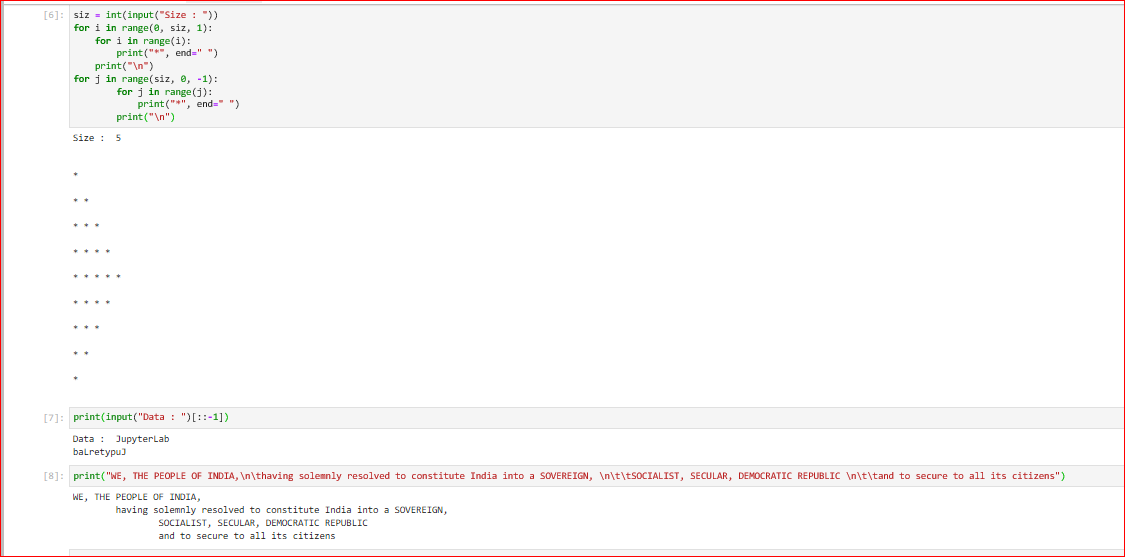 [6]: siz = int(input("Size : "))
for i in range(0, siz, 1):
    for i in range(i):
        print("*", end=" ")
    print("\n")
for j in range(siz, 0, -1):
        for j in range(j):
            print("*", end=" ")
        print("\n")
Size :  5
*
* *
* * *
* * * *
* * * * *
* * * *
* * *
* *
*
[7]: print(input("Data : ")[::-1])
Data :  JupyterLab
baLretypuJ
[8]: print("WE, THE PEOPLE OF INDIA,\n\thaving solemnly resolved to constitute India into a SOVEREIGN, \n\t\tSOCIALIST, SECULAR, DEMOCRATIC REPUBLIC \n\t\tand to secure to all its citizens")
WE, THE PEOPLE OF INDIA,
        having solemnly resolved to constitute India into a SOVEREIGN,
                SOCIALIST, SECULAR, DEMOCRATIC REPUBLIC
                and to secure to all its citizens